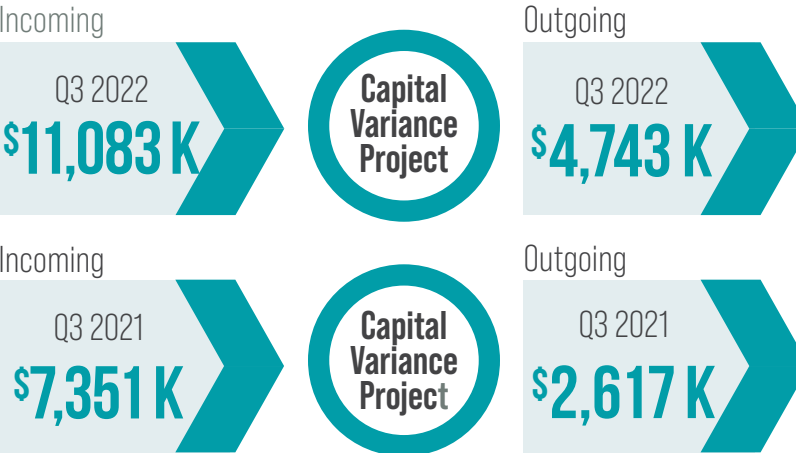 Incoming
Outgoing
Q3 2022
$11,083 K
Capital
Variance
Project
Q3 2022
$4,743 K
Incoming
Outgoing
Q3 2021
$7,351 K
Capital
Variance
Project
Q3 2021
$2,617 K